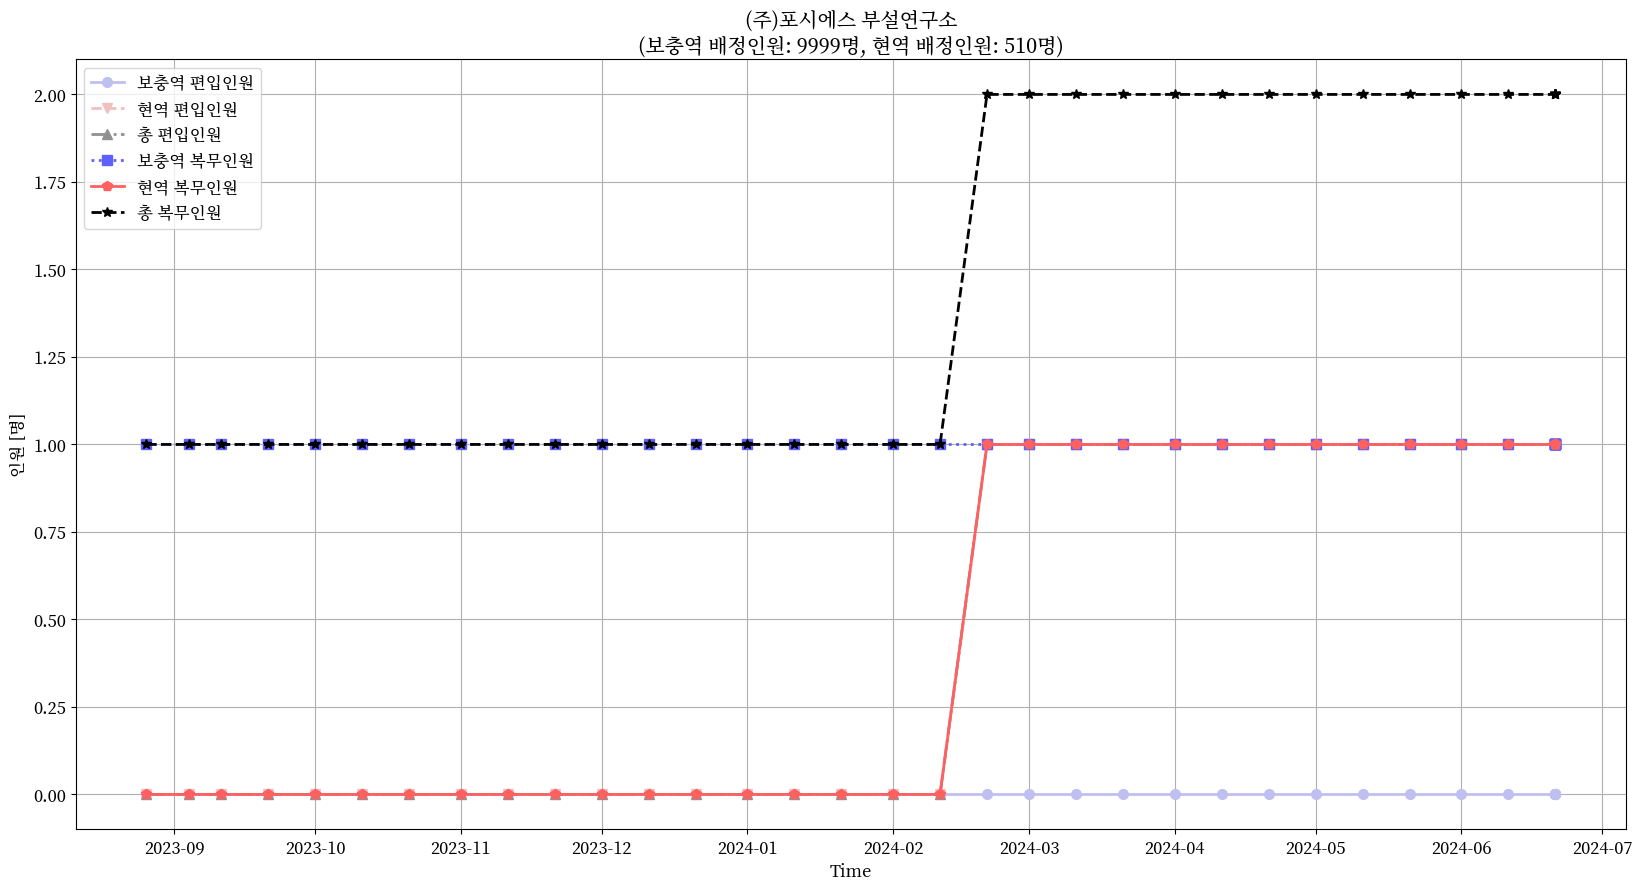 (주)포시에스 부설연구소
(보충역 배정인원: 9999명, 현역 배정인원: 510명)
보충역 편입인원
현역 편입인원
총 편입인원
보충역 복무인원
현역 복무인원
총 복무인원
2.00
1.75
1.50
1.25
1.00
0.75
0.50
0.25
0.00
인원 [명]
2023-09
2023-10
2023-11
2023-12
2024-01
2024-02
2024-03
2024-04
2024-05
2024-06
2024-07
Time